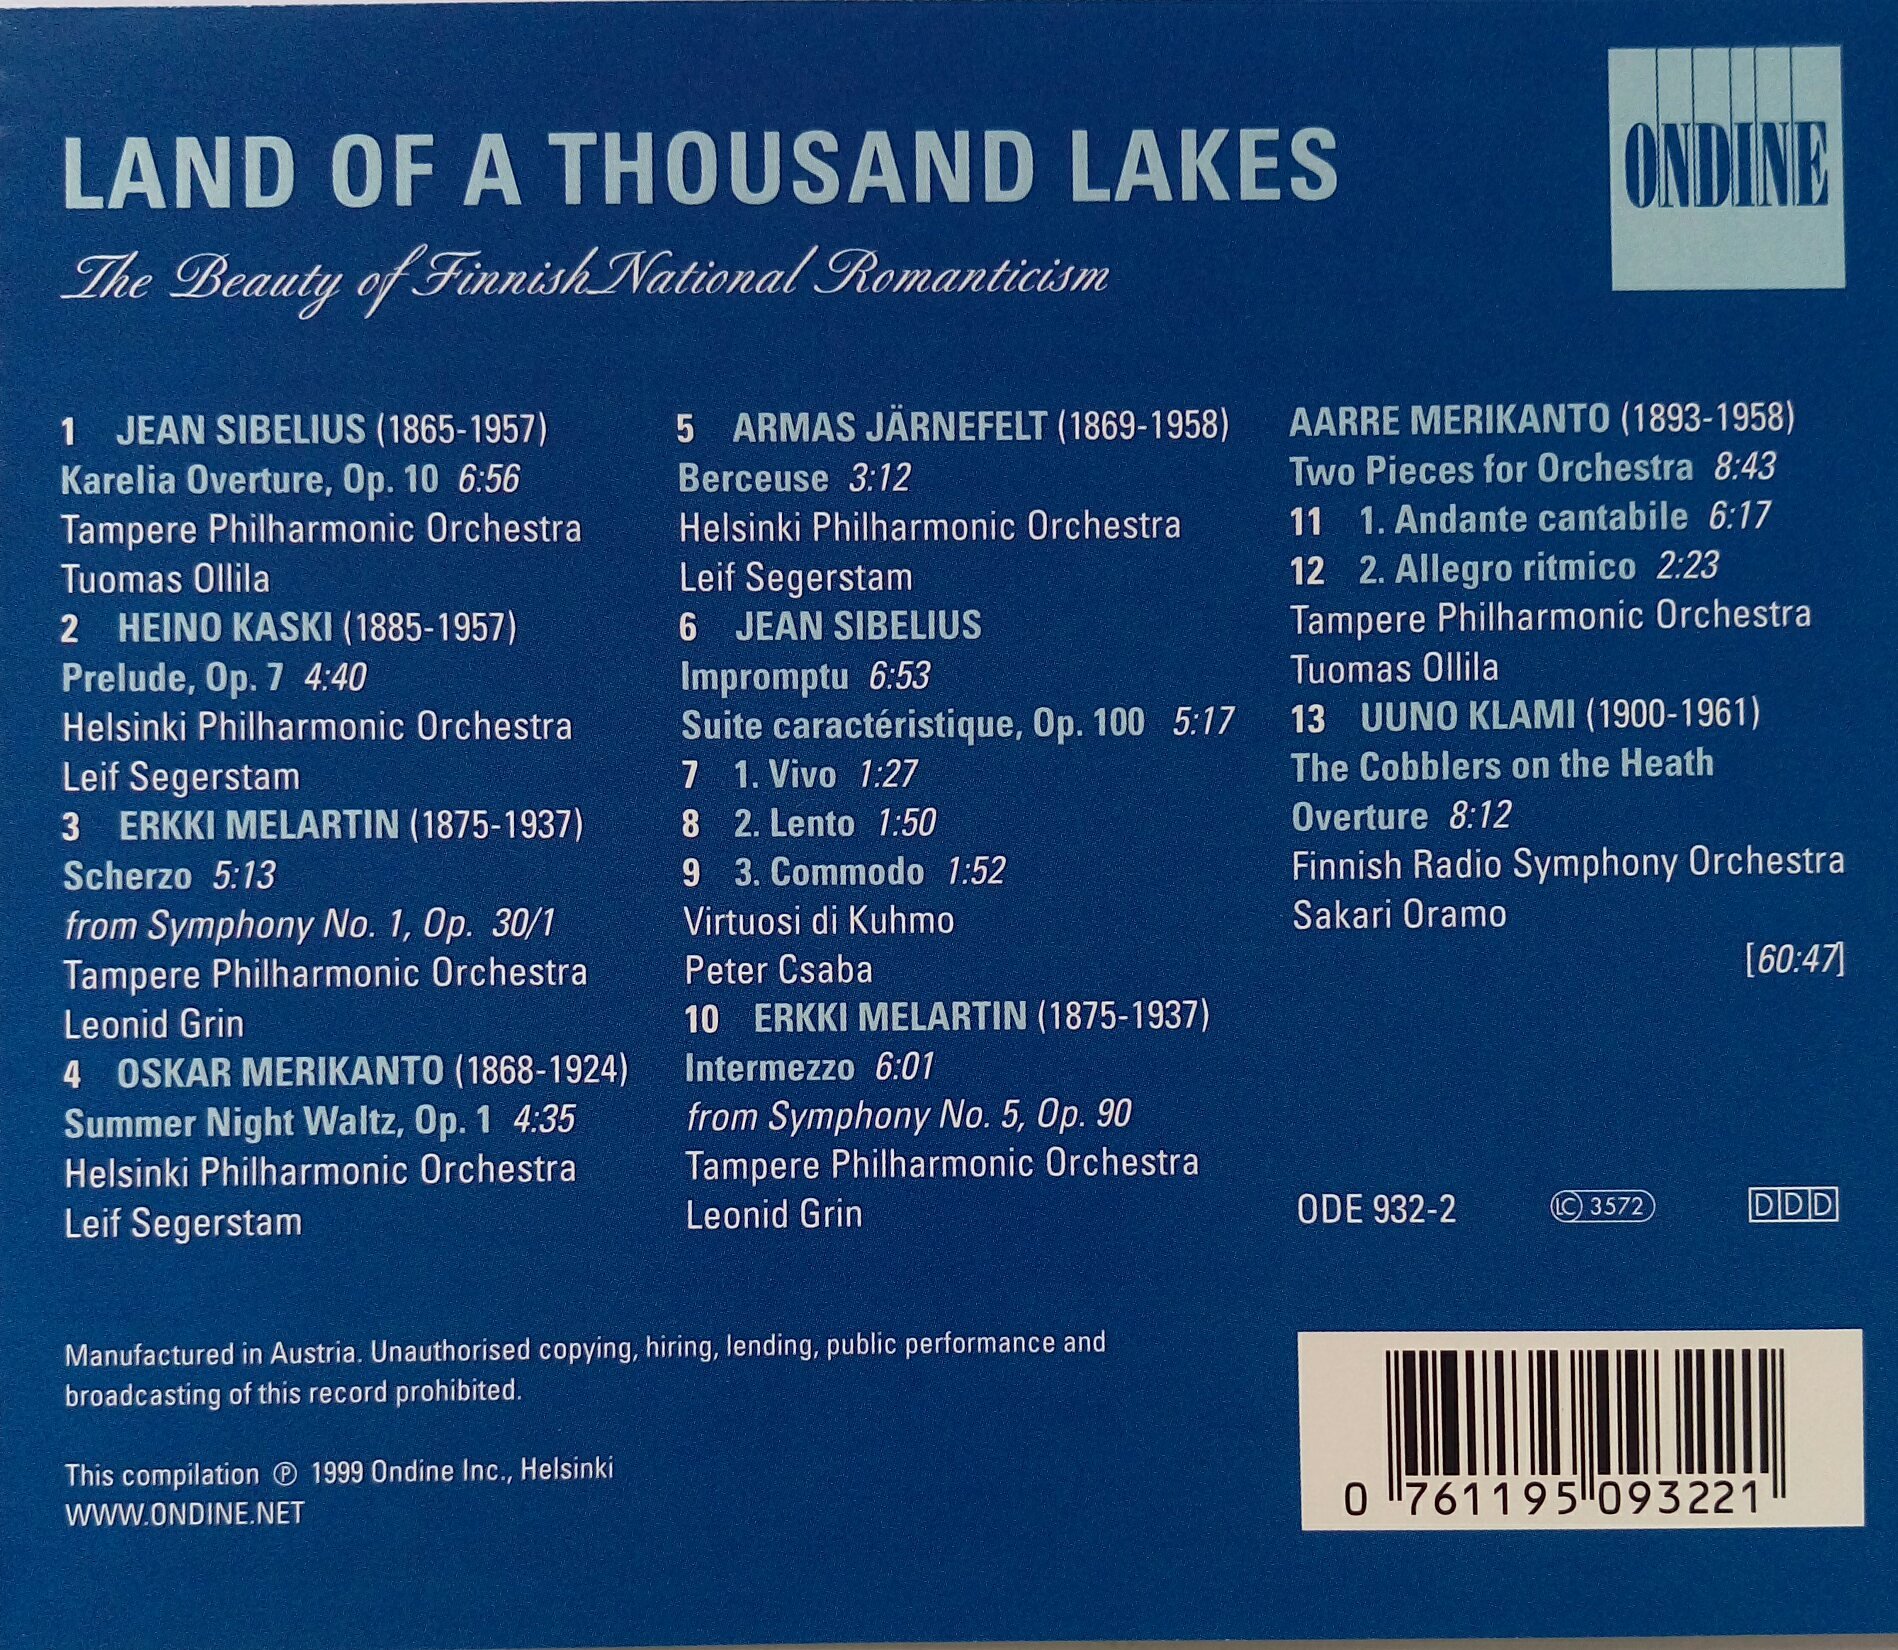 LAND OF A THOUSAND LAKES
The Beauty of Finnish National Romanticism
ONDINE
1 JEAN SIBELIUS (1865-1957)
Karelia Overture, Op. 10 6:56
Tampere Philharmonic Orchestra
Tuomas Ollila
2 HEINO KASKI (1885-1957)
Prelude, Op. 7 4:40
Helsinki Philharmonic Orchestra
Leif Segerstam
3 ERKKI MELARTIN (1875-1937)
Scherzo 5:13
from Symphony No. 1, Op. 30/1
Tampere Philharmonic Orchestra
Leonid Grin
4 OSKAR MERIKANTO (1868-1924)
Summer Night Waltz, Op. 1 4:35
Helsinki Philharmonic Orchestra
Leif Segerstam
5 ARMAS JÄRNEFELT (1869-1958)
Berceuse 3:12
Helsinki Philharmonic Orchestra
Leif Segerstam
6 JEAN SIBELIUS
Impromptu 6:53
Suite caractéristique, Op. 100 5:17
7 1. Vivo 1:27
8 2. Lento 1:50
9 3. Commodo 1:52
Virtuosi di Kuhmo
Peter Csaba
10 ERKKI MELARTIN (1875-1937)
Intermezzo 6:01
from Symphony No. 5, Op. 90
Tampere Philharmonic Orchestra
Leonid Grin
AARRE MERIKANTO (1893-1958)
Two Pieces for Orchestra 8:43
11 1. Andante cantabile 6:17
12 2. Allegro ritmico 2:23
Tampere Philharmonic Orchestra
Tuomas Ollila
13 UUNO KLAMI (1900-1961)
The Cobblers on the Heath
Overture 8:12
Finnish Radio Symphony Orchestra
Sakari Oramo
[60:47]
ODE 932-2 LC 3572 DDD
Manufactured in Austria. Unauthorised copying, hiring, lending, public performance and
broadcasting of this record prohibited.
This compilation ℗ 1999 Ondine Inc., Helsinki
WWW.ONDINE.NET
0 761195 093221